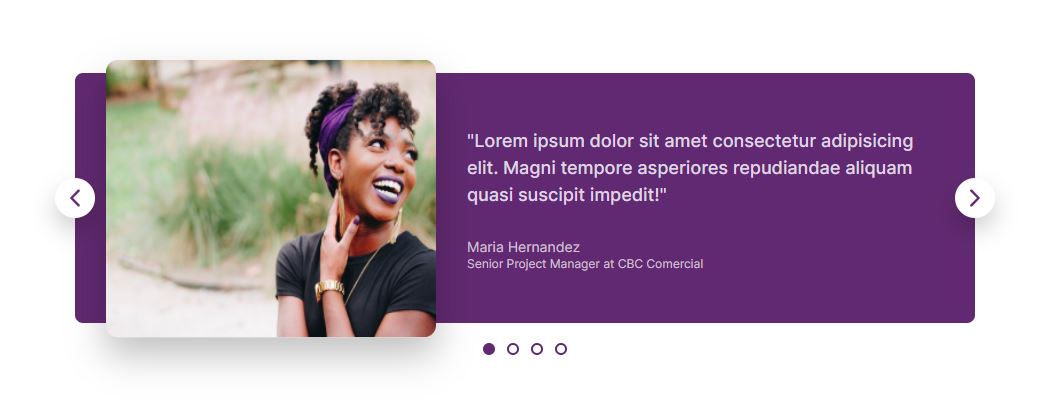 "Lorem ipsum dolor sit amet consectetur adipisicing
elit. Magni tempore asperiores repudiandae aliquam
quasi suscipit impedit!"
Maria Hernandez
Senior Project Manager at CBC Comercial